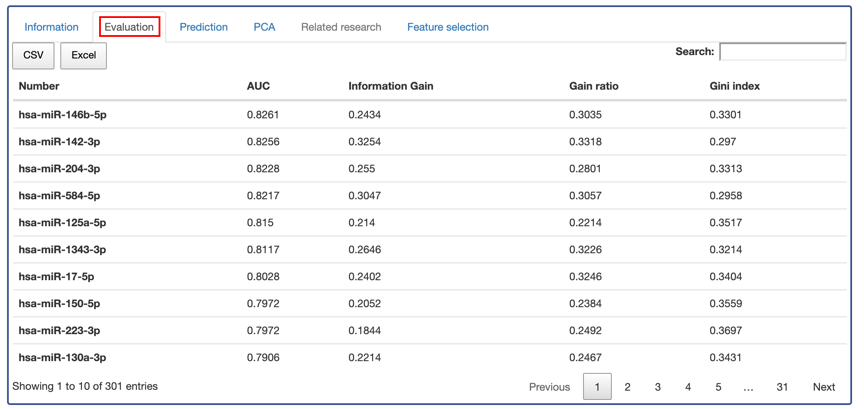 Information Evaluation Prediction PCA Related research Feature selection
CSV Excel Search:
Number AUC Information Gain Gain ratio Gini index
hsa-miR-146b-5p 0.8261 0.2434 0.3035 0.3301
hsa-miR-142-3p 0.8256 0.3254 0.3318 0.297
hsa-miR-204-3p 0.8228 0.255 0.2801 0.3313
hsa-miR-584-5p 0.8217 0.3047 0.3057 0.2958
hsa-miR-125a-5p 0.815 0.214 0.2214 0.3517
hsa-miR-1343-3p 0.8117 0.2646 0.3226 0.3214
hsa-miR-17-5p 0.8028 0.2402 0.3246 0.3404
hsa-miR-150-5p 0.7972 0.2052 0.2384 0.3559
hsa-miR-223-3p 0.7972 0.1844 0.2492 0.3697
hsa-miR-130a-3p 0.7906 0.2214 0.2467 0.3431
Showing 1 to 10 of 301 entries Previous 1 2 3 4 5 ... 31 Next